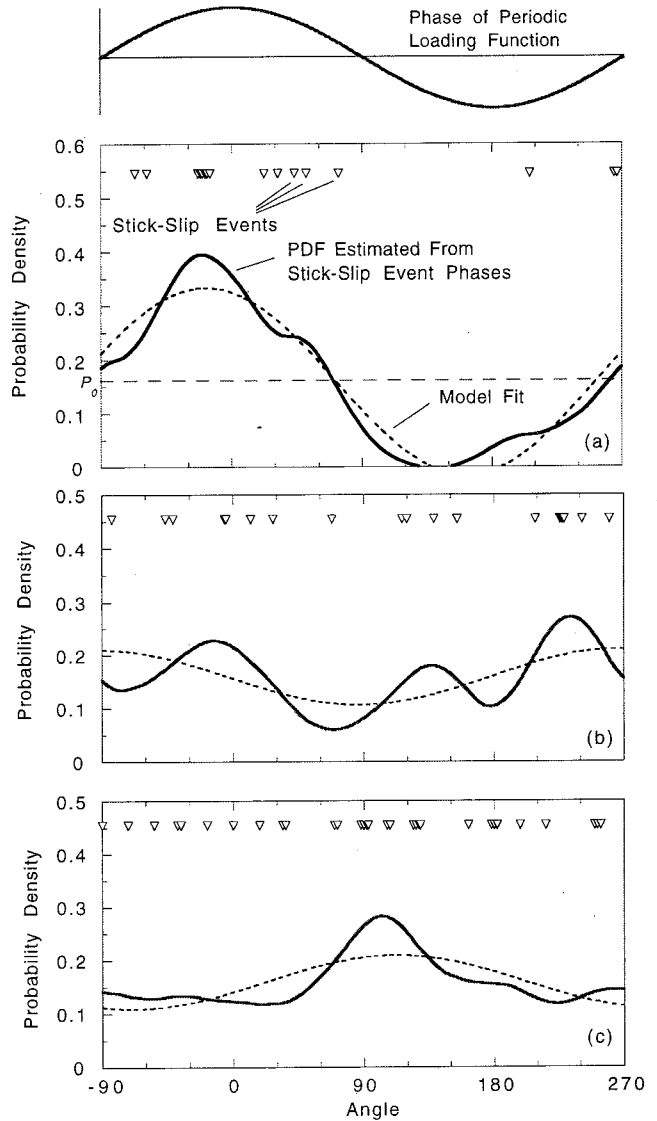 Phase of Periodic
Loading Function
0.6
0.5
0.4
0.3
0.2
P₀
0.1
0
Probability Density
Stick-Slip Events
PDF Estimated From
Stick-Slip Event Phases
Model Fit
(a)
0.5
0.4
0.3
0.2
0.1
0
Probability Density
(b)
0.5
0.4
0.3
0.2
0.1
0
Probability Density
(c)
-90 0 90 180 270
Angle